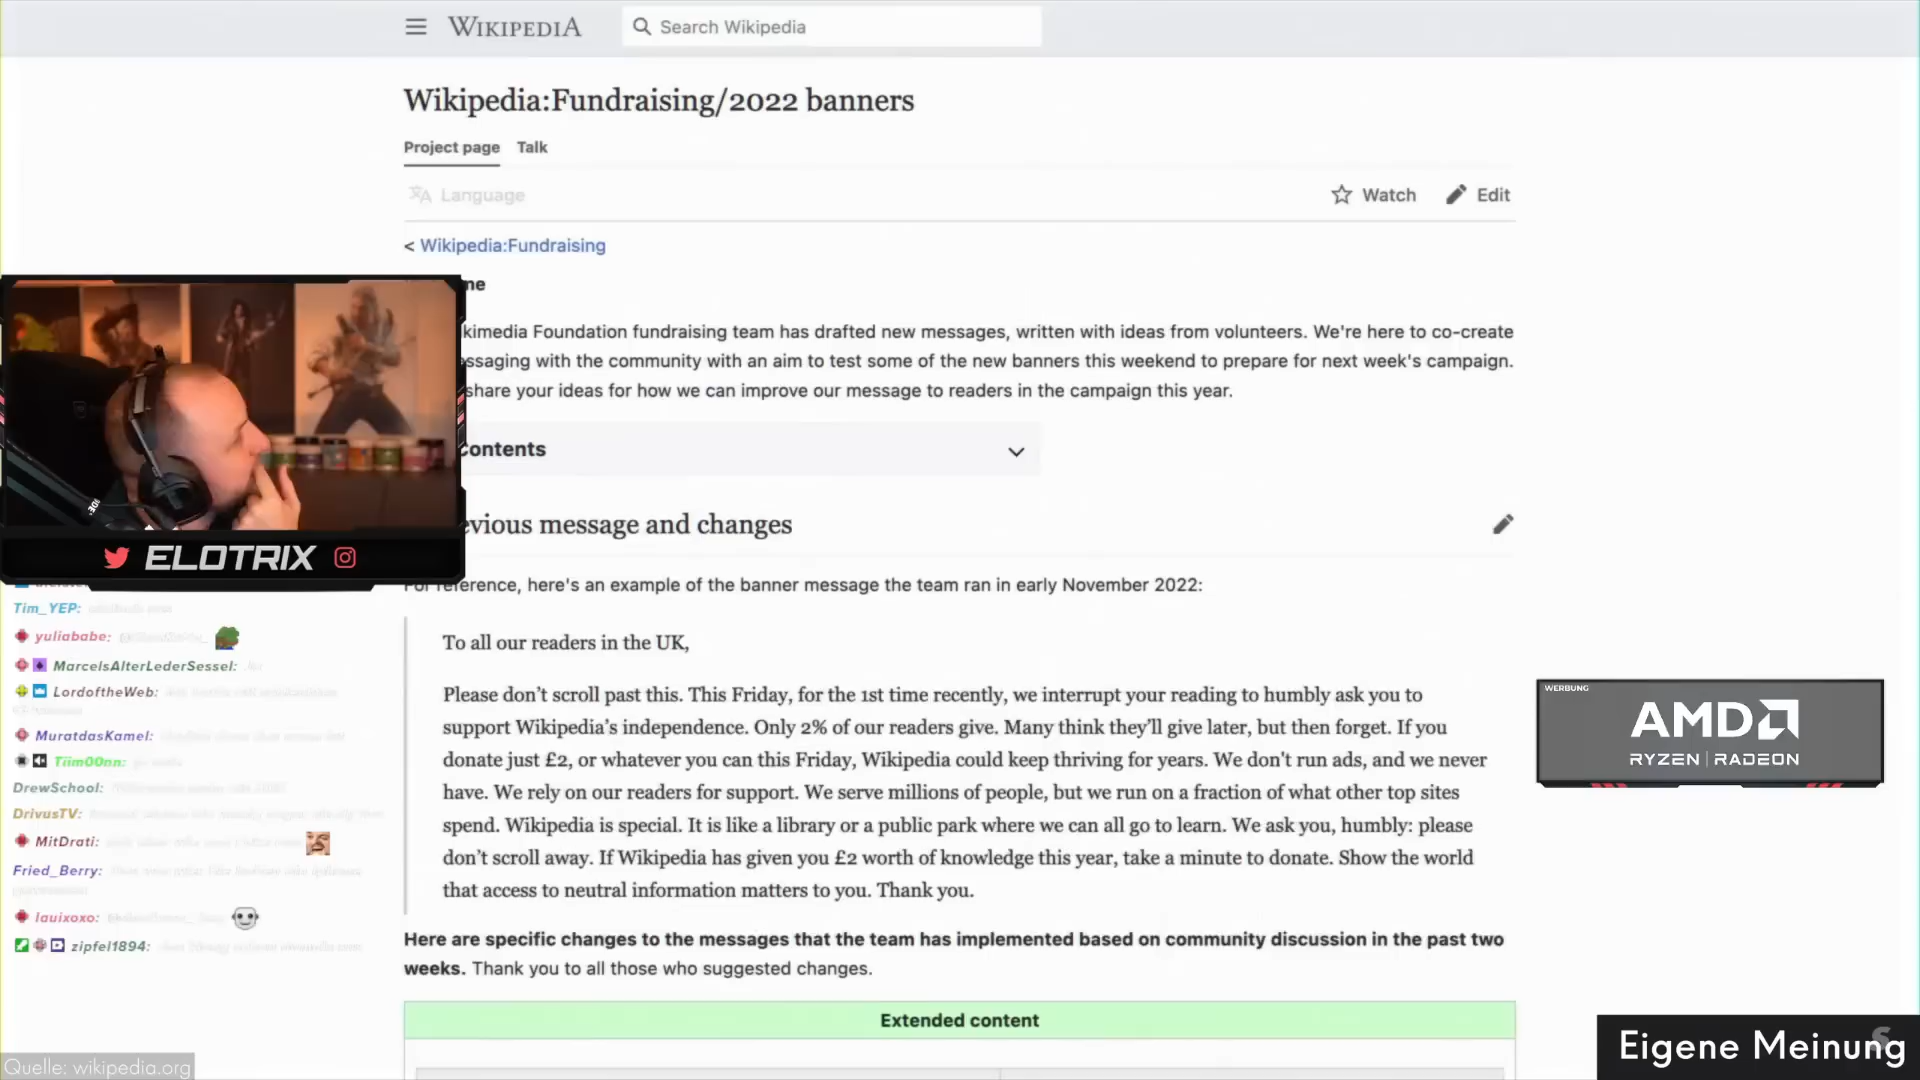 WIKIPEDIA
Search Wikipedia
Wikipedia:Fundraising/2022 banners
Project page Talk
Language
Watch Edit
< Wikipedia:Fundraising
me
kimedia Foundation fundraising team has drafted new messages, written with ideas from volunteers. We're here to co-create
ssaging with the community with an aim to test some of the new banners this weekend to prepare for next week's campaign.
share your ideas for how we can improve our message to readers in the campaign this year.
Contents
evious message and changes
For reference, here's an example of the banner message the team ran in early November 2022:
To all our readers in the UK,
Please don't scroll past this. This Friday, for the 1st time recently, we interrupt your reading to humbly ask you to
support Wikipedia's independence. Only 2% of our readers give. Many think they'll give later, but then forget. If you
donate just £2, or whatever you can this Friday, Wikipedia could keep thriving for years. We don't run ads, and we never
have. We rely on our readers for support. We serve millions of people, but we run on a fraction of what other top sites
spend. Wikipedia is special. It is like a library or a public park where we can all go to learn. We ask you, humbly: please
don't scroll away. If Wikipedia has given you £2 worth of knowledge this year, take a minute to donate. Show the world
that access to neutral information matters to you. Thank you.
Here are specific changes to the messages that the team has implemented based on community discussion in the past two
weeks. Thank you to all those who suggested changes.
Extended content
ELOTRIX
Tim_YEP:
yuliababe:
MarcelsAlterLederSessel:
LordoftheWeb:
MuratdasKamel:
Tiim00nn:
DrewSchool:
DrivusTV:
MitDrati:
Fried_Berry:
lauixoxo:
zipfel1894:
WERBUNG
AMD
RYZEN | RADEON
Quelle: wikipedia.org
Eigene Meinung